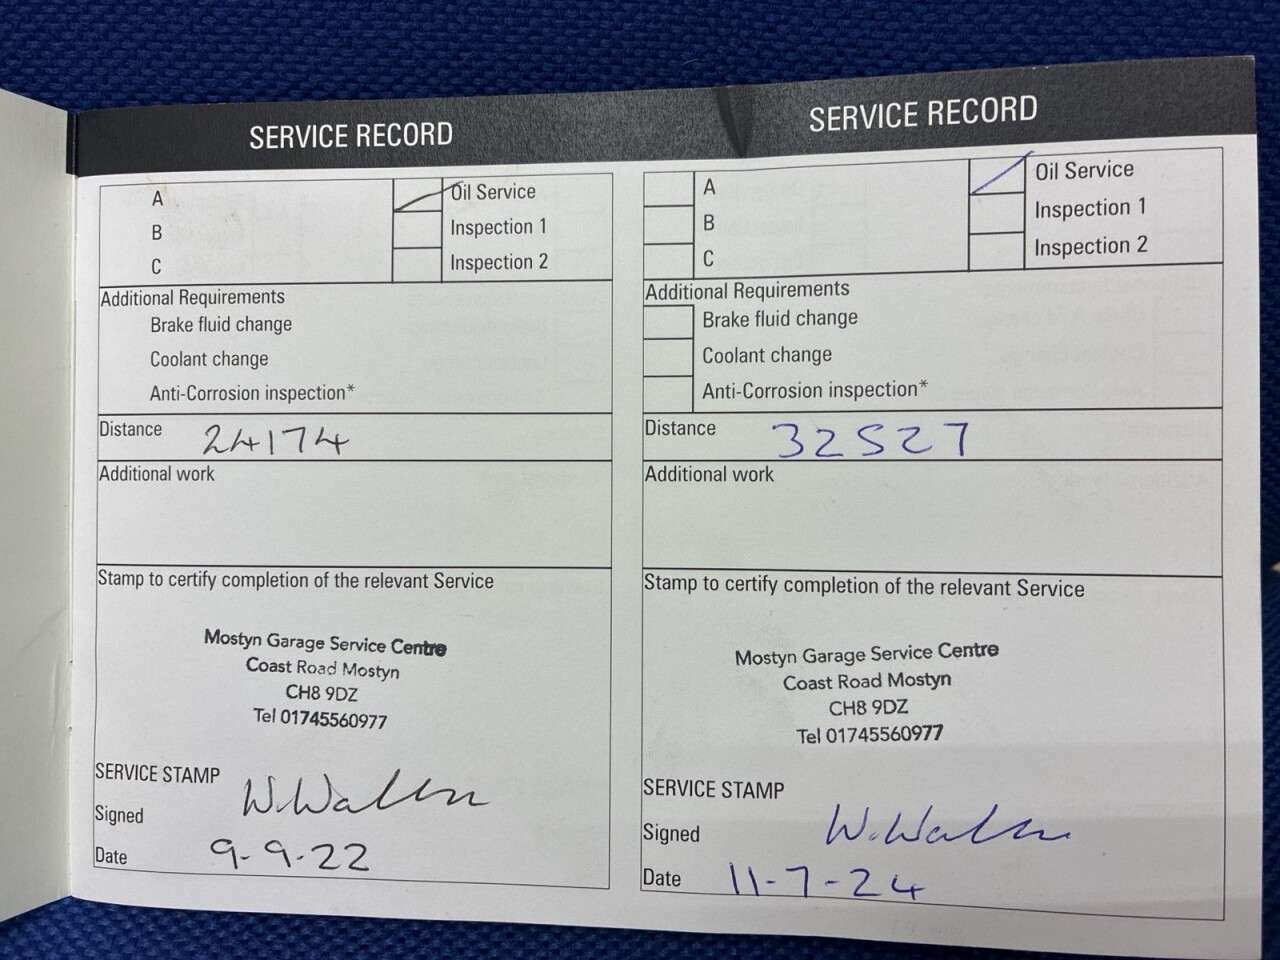 SERVICE RECORD
A
Oil Service
B
Inspection 1
C
Inspection 2
Additional Requirements
Brake fluid change
Coolant change
Anti-Corrosion inspection*
Distance 24174
Additional work
Stamp to certify completion of the relevant Service
Mostyn Garage Service Centre
Coast Road Mostyn
CH8 9DZ
Tel 01745560977
SERVICE STAMP
Signed
Date 9-9-22
SERVICE RECORD
A
Oil Service
B
Inspection 1
C
Inspection 2
Additional Requirements
Brake fluid change
Coolant change
Anti-Corrosion inspection*
Distance 32527
Additional work
Stamp to certify completion of the relevant Service
Mostyn Garage Service Centre
Coast Road Mostyn
CH8 9DZ
Tel 01745560977
SERVICE STAMP
Signed
Date 11-7-24